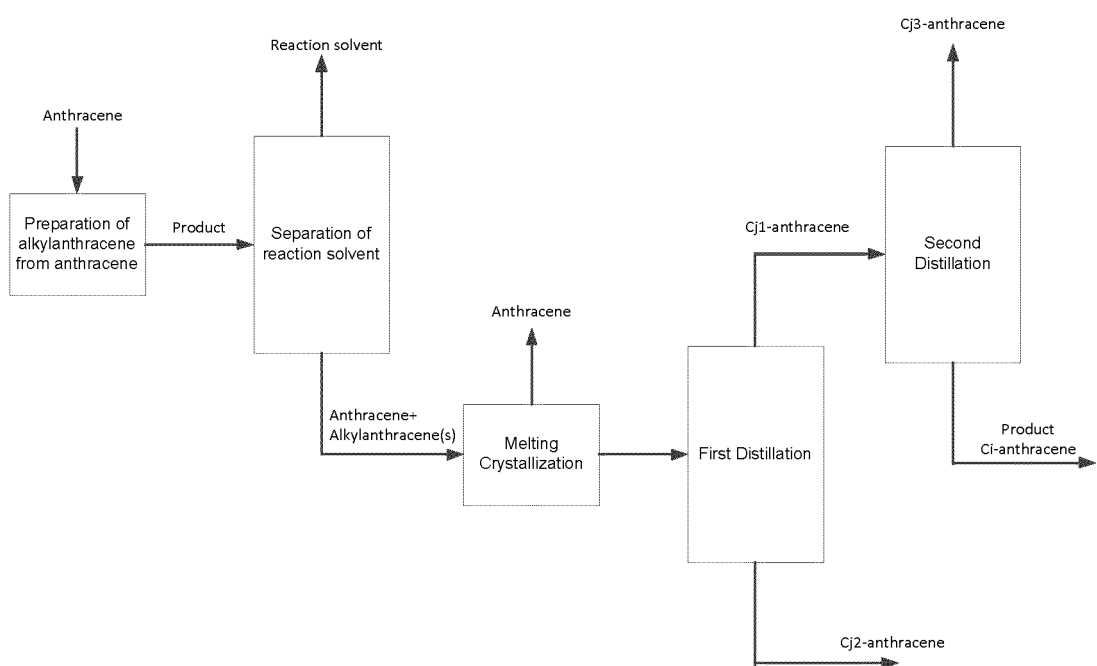 Cj3-anthracene
Reaction solvent
Anthracene
Preparation of
alkylanthracene
from anthracene
Product
Separation of
reaction solvent
Cj1-anthracene
Second
Distillation
Anthracene
Anthracene+
Alkylanthracene(s)
Melting
Crystallization
First Distillation
Product
Ci-anthracene
Cj2-anthracene